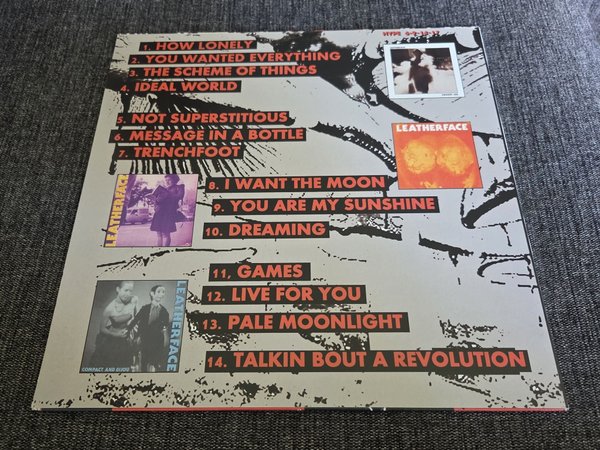 1. HOW LONELY
2. YOU WANTED EVERYTHING
3. THE SCHEME OF THINGS
4. IDEAL WORLD
5. NOT SUPERSTITIOUS
6. MESSAGE IN A BOTTLE
7. TRENCHFOOT
LEATHERFACE
LEATHERFACE
8. I WANT THE MOON
9. YOU ARE MY SUNSHINE
10. DREAMING
11. GAMES
12. LIVE FOR YOU
13. PALE MOONLIGHT
14. TALKIN BOUT A REVOLUTION
LEATHERFACE
COMPACT AND BIJOU